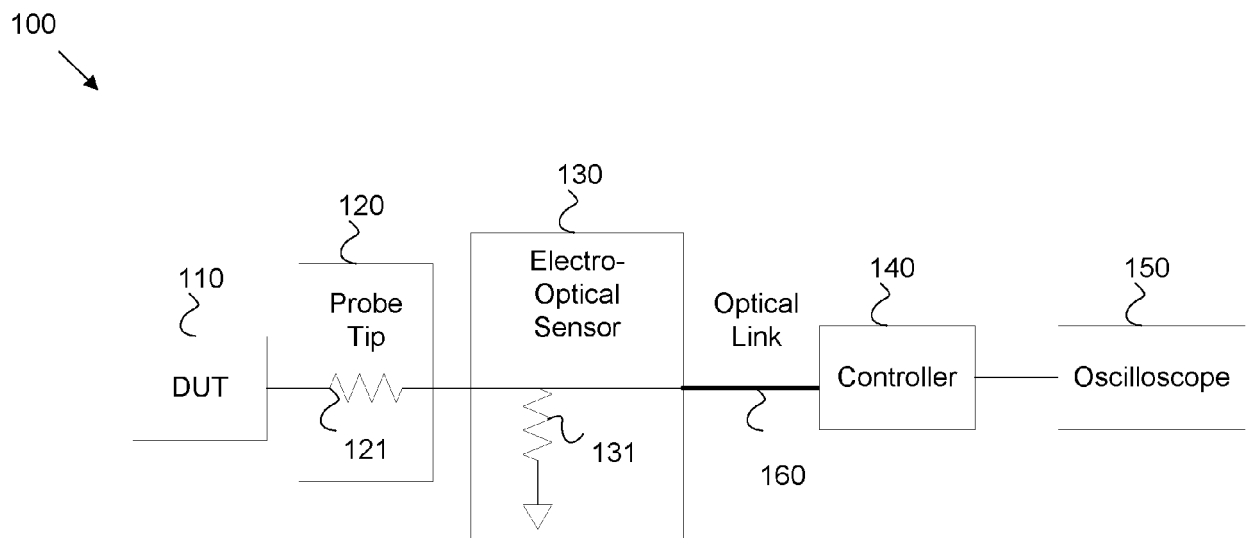 100
130
120
Electro-
Optical
Sensor
110
140
150
Probe
Tip
Optical
Link
DUT
Controller
Oscilloscope
121
131
160